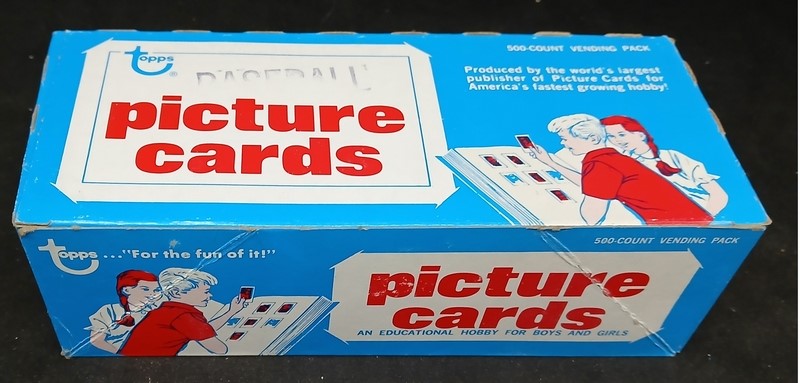 topps
®
BASEBALL
picture
cards
500-COUNT VENDING PACK
Produced by the world's largest
publisher of Picture Cards for
America's fastest growing hobby!
topps ..."For the fun of it!"
500-COUNT VENDING PACK
picture
cards
AN EDUCATIONAL HOBBY FOR BOYS AND GIRLS